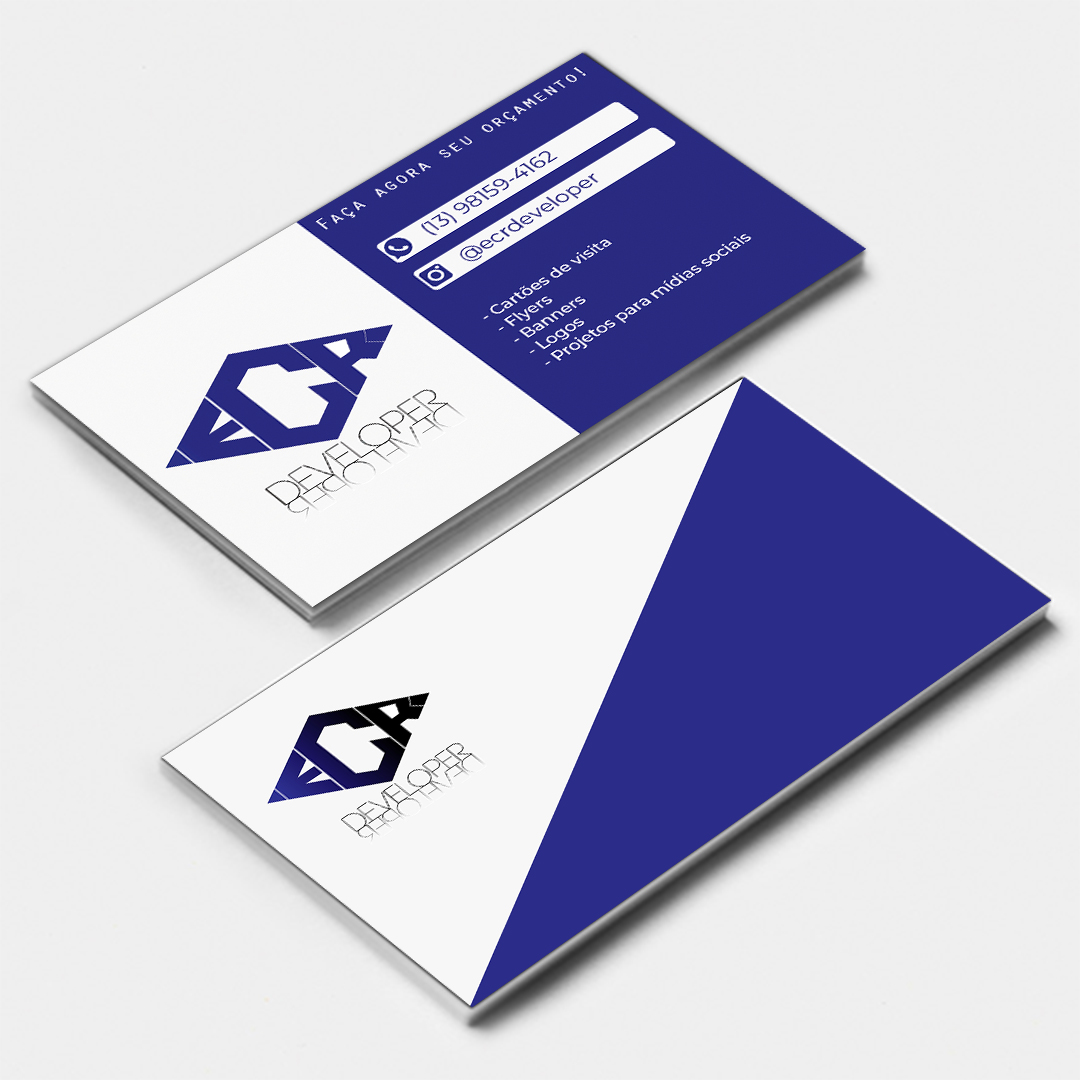 FAÇA AGORA SEU ORÇAMENTO!
(13) 98159-4162
@ecrdeveloper
- Cartões de visita
- Flyers
- Banners
- Logos
- Projetos para mídias sociais
ECR
DEVELOPER
ECR
DEVELOPER